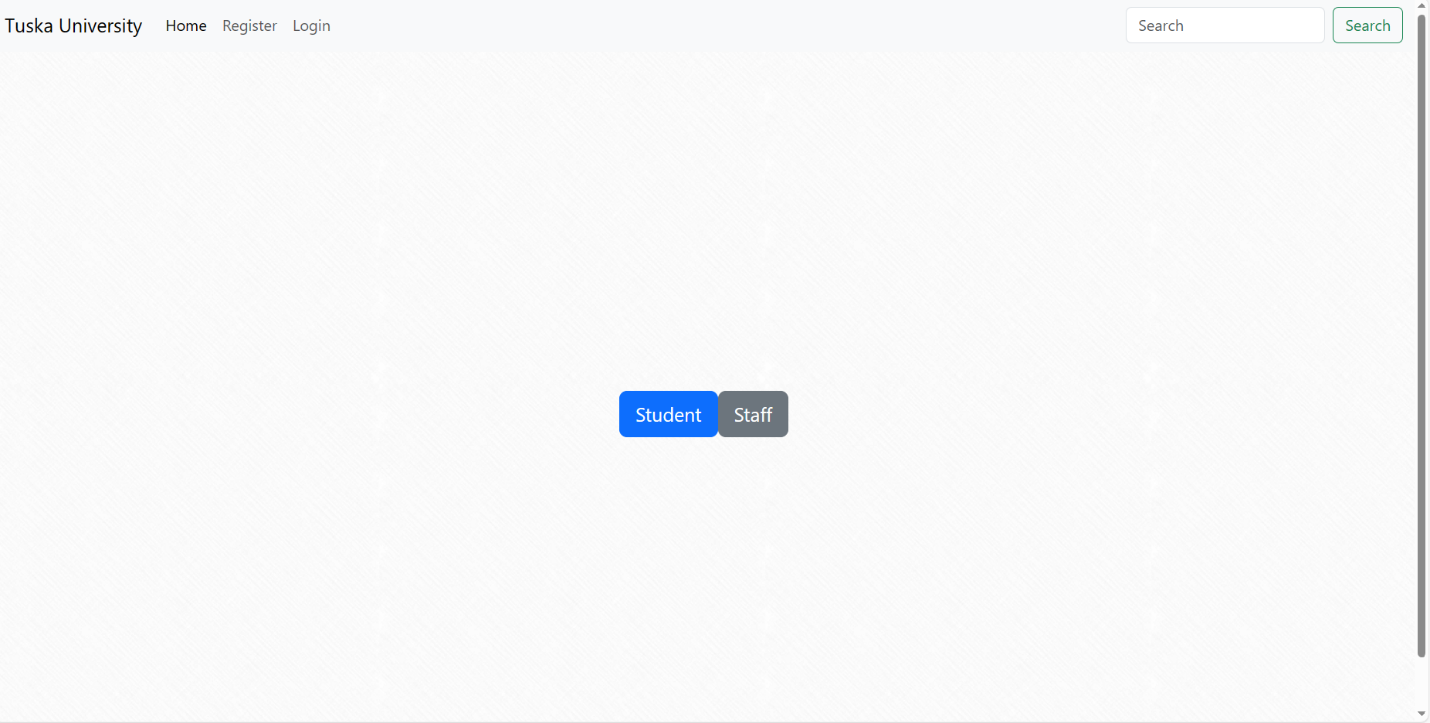 Tuska University Home Register Login Search Search
Student Staff